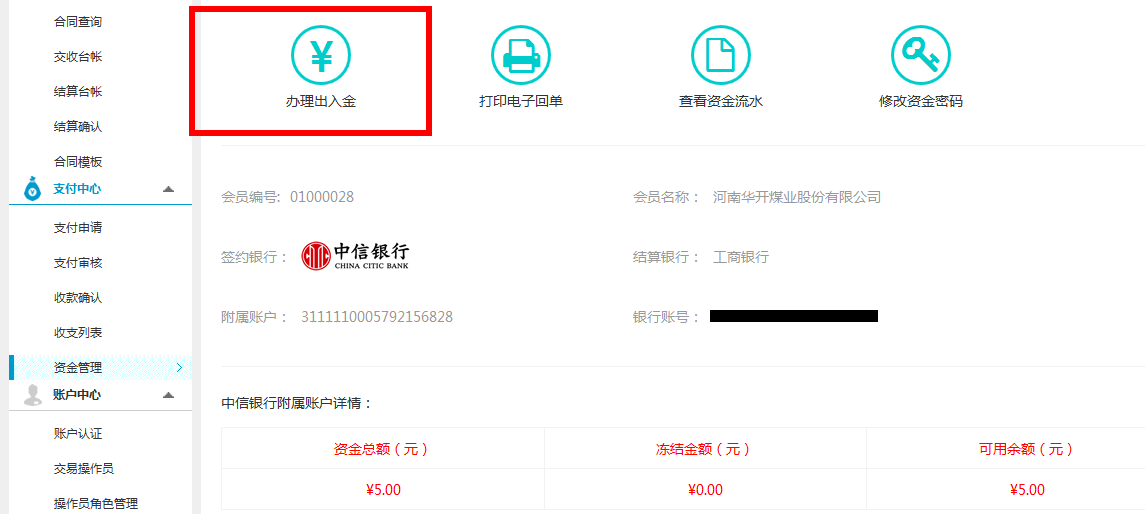 合同查询
交收台帐
结算台帐
结算确认
合同模板
支付中心
支付申请
支付审核
收款确认
收支列表
资金管理
账户中心
账户认证
交易操作员
操作员角色管理
办理出入金 打印电子回单 查看资金流水 修改资金密码
会员编号: 01000028 会员名称： 河南华开煤业股份有限公司
签约银行： 中信银行 CHINA CITIC BANK 结算银行： 工商银行
附属账户： 3111110005792156828 银行账号：
中信银行附属账户详情：
资金总额（元） 冻结金额（元） 可用余额（元）
¥5.00 ¥0.00 ¥5.00